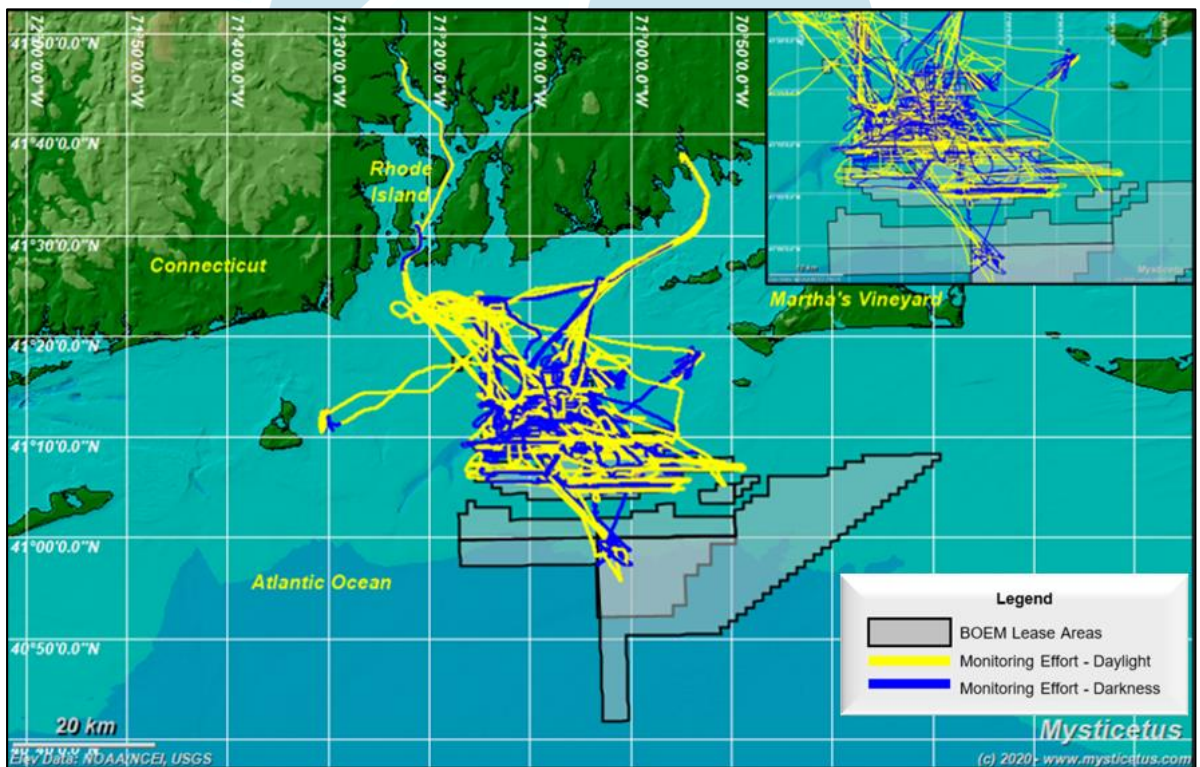 72°00'0.0"W
71°50'0.0"W
71°40'0.0"W
71°30'0.0"W
71°20'0.0"W
71°10'0.0"W
71°00'0.0"W
70°50'0.0"W
41°40'0.0"N
Rhode
Island
41°30'0.0"N
Connecticut
Martha's Vineyard
41°20'0.0"N
41°10'0.0"N
41°00'0.0"N
Atlantic Ocean
40°50'0.0"N
Legend
BOEM Lease Areas
Monitoring Effort - Daylight
Monitoring Effort - Darkness
20 km
Mysticetus
Elev Data: NOAA\NCEI, USGS
(c) 2020 - www.mysticetus.com
Mysticetus